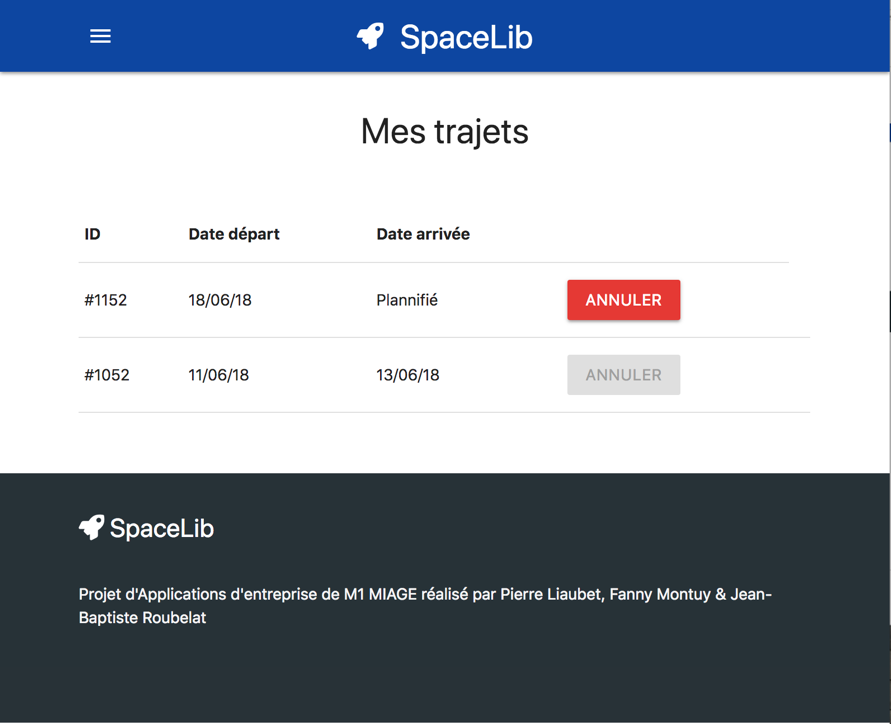 SpaceLib
Mes trajets
ID Date départ Date arrivée
#1152 18/06/18 Plannifié ANNULER
#1052 11/06/18 13/06/18 ANNULER
SpaceLib
Projet d'Applications d'entreprise de M1 MIAGE réalisé par Pierre Liaubet, Fanny Montuy & Jean-
Baptiste Roubelat